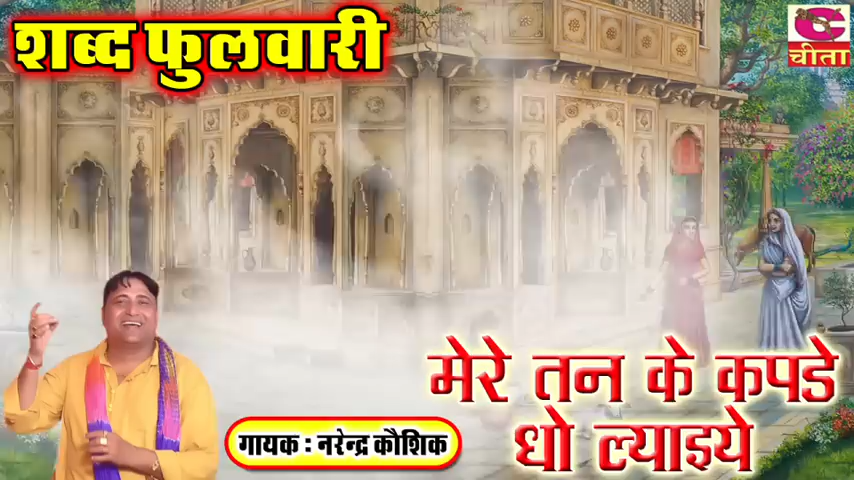 शब्द फुलवारी
चीता
मेरे तन के कपडे
धो ल्याइये
गायक : नरेन्द्र कौशिक